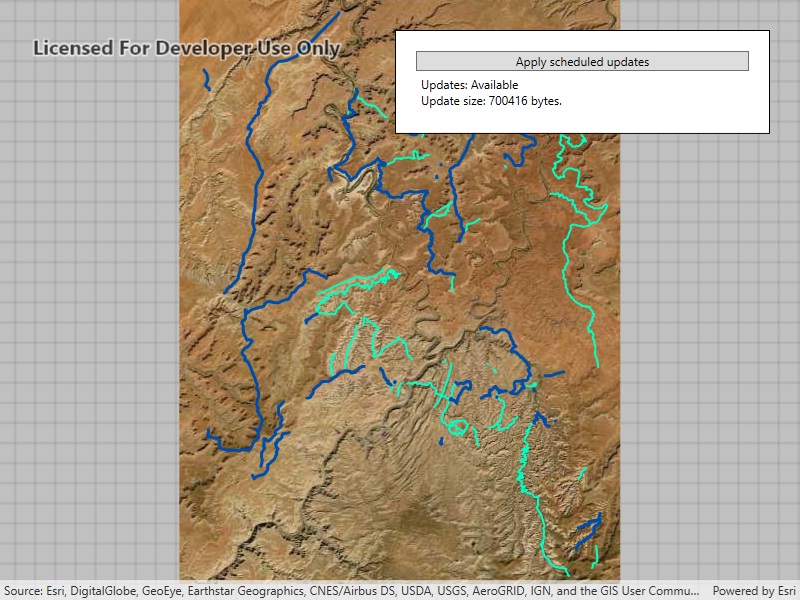 Licensed For Developer Use Only
Apply scheduled updates
Updates: Available
Update size: 700416 bytes.
Source: Esri, DigitalGlobe, GeoEye, Earthstar Geographics, CNES/Airbus DS, USDA, USGS, AeroGRID, IGN, and the GIS User Commu... Powered by Esri